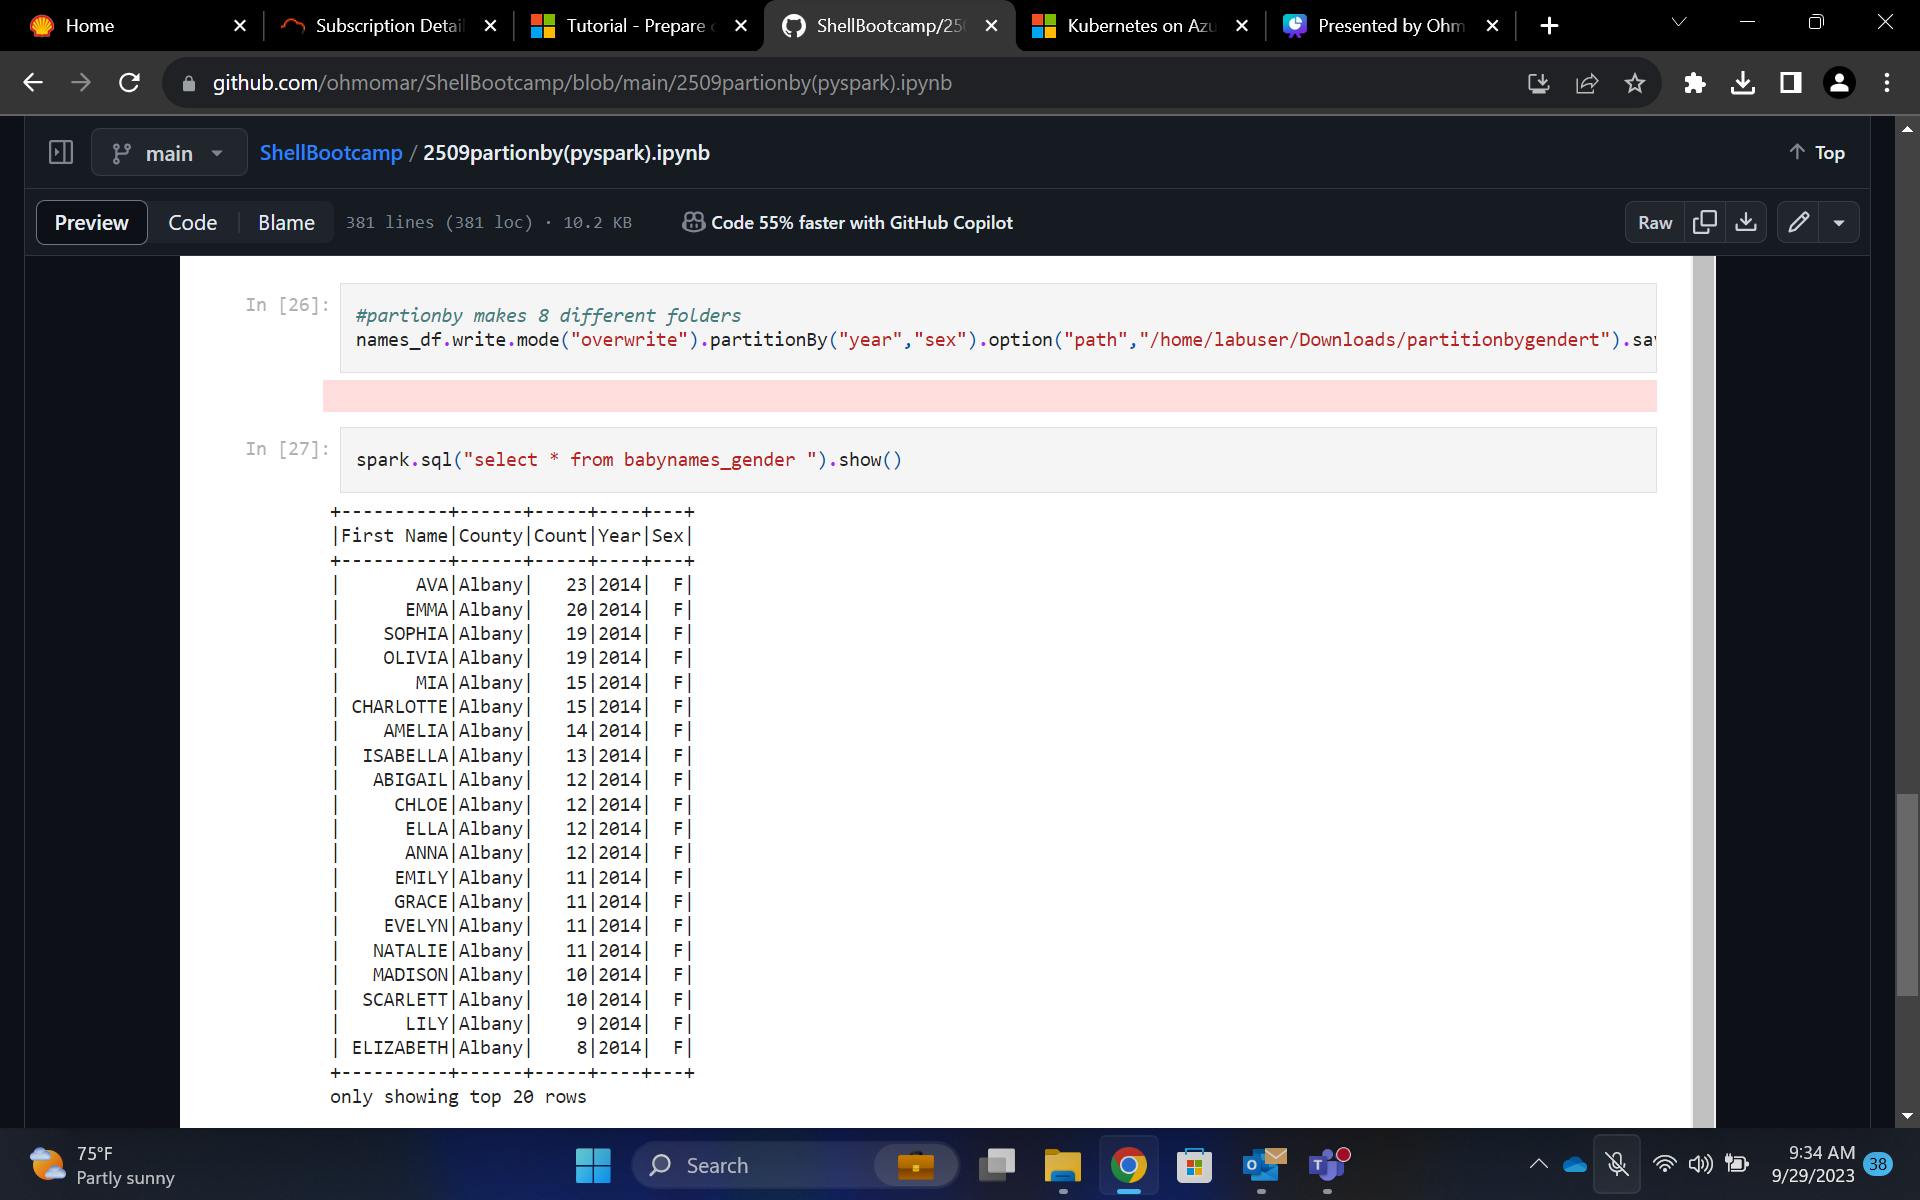 Home
Subscription Detail
Tutorial - Prepare
ShellBootcamp/25
Kubernetes on Azu
Presented by Ohm
github.com/ohmomar/ShellBootcamp/blob/main/2509partionby(pyspark).ipynb
main
ShellBootcamp / 2509partionby(pyspark).ipynb
Top
Preview
Code
Blame
381 lines (381 loc) · 10.2 KB
Code 55% faster with GitHub Copilot
Raw
In [26]:
#partionby makes 8 different folders
names_df.write.mode("overwrite").partitionBy("year","sex").option("path","/home/labuser/Downloads/partitionbygendert").sa
In [27]:
spark.sql("select * from babynames_gender ").show()
+----------+------+-----+----+---+
|First Name|County|Count|Year|Sex|
+----------+------+-----+----+---+
|       AVA|Albany|   23|2014|  F|
|      EMMA|Albany|   20|2014|  F|
|    SOPHIA|Albany|   19|2014|  F|
|    OLIVIA|Albany|   19|2014|  F|
|       MIA|Albany|   15|2014|  F|
| CHARLOTTE|Albany|   15|2014|  F|
|    AMELIA|Albany|   14|2014|  F|
|  ISABELLA|Albany|   13|2014|  F|
|   ABIGAIL|Albany|   12|2014|  F|
|     CHLOE|Albany|   12|2014|  F|
|      ELLA|Albany|   12|2014|  F|
|      ANNA|Albany|   12|2014|  F|
|     EMILY|Albany|   11|2014|  F|
|     GRACE|Albany|   11|2014|  F|
|    EVELYN|Albany|   11|2014|  F|
|   NATALIE|Albany|   11|2014|  F|
|   MADISON|Albany|   10|2014|  F|
|  SCARLETT|Albany|   10|2014|  F|
|      LILY|Albany|    9|2014|  F|
| ELIZABETH|Albany|    8|2014|  F|
+----------+------+-----+----+---+
only showing top 20 rows
75°F
Partly sunny
Search
9:34 AM
9/29/2023
38